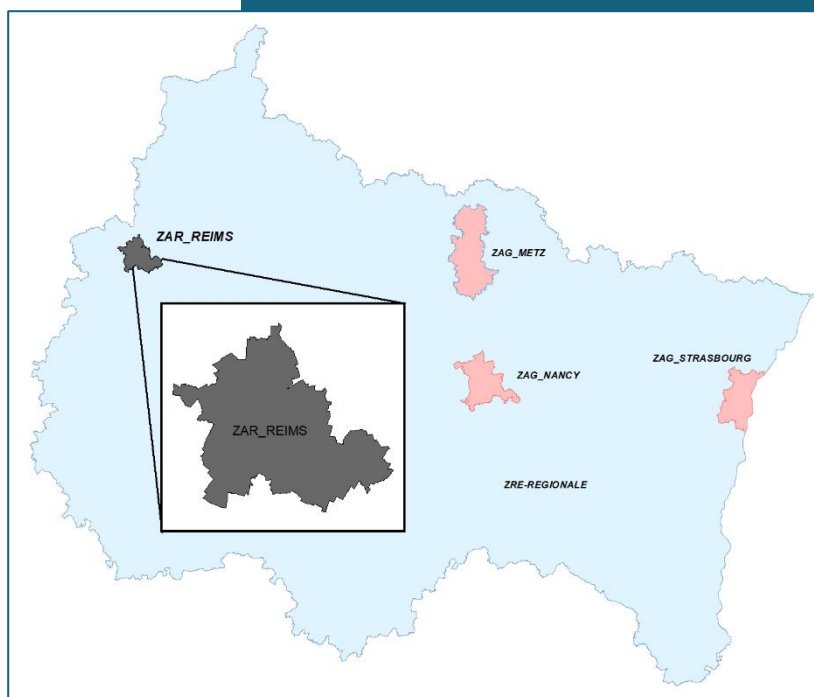 ZAR_REIMS
ZAG_METZ
ZAG_STRASBOURG
ZAG_NANCY
ZAR_REIMS
ZRE-REGIONALE